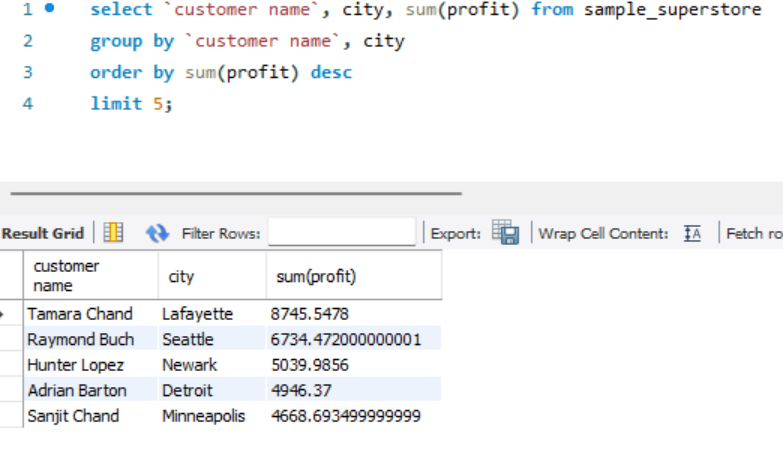 1 select `customer name`, city, sum(profit) from sample_superstore
2 group by `customer name`, city
3 order by sum(profit) desc
4 limit 5;
Result Grid Filter Rows: Export: Wrap Cell Content: Fetch ro
customer name city sum(profit)
Tamara Chand Lafayette 8745.5478
Raymond Buch Seattle 6734.472000000001
Hunter Lopez Newark 5039.9856
Adrian Barton Detroit 4946.37
Sanjit Chand Minneapolis 4668.693499999999